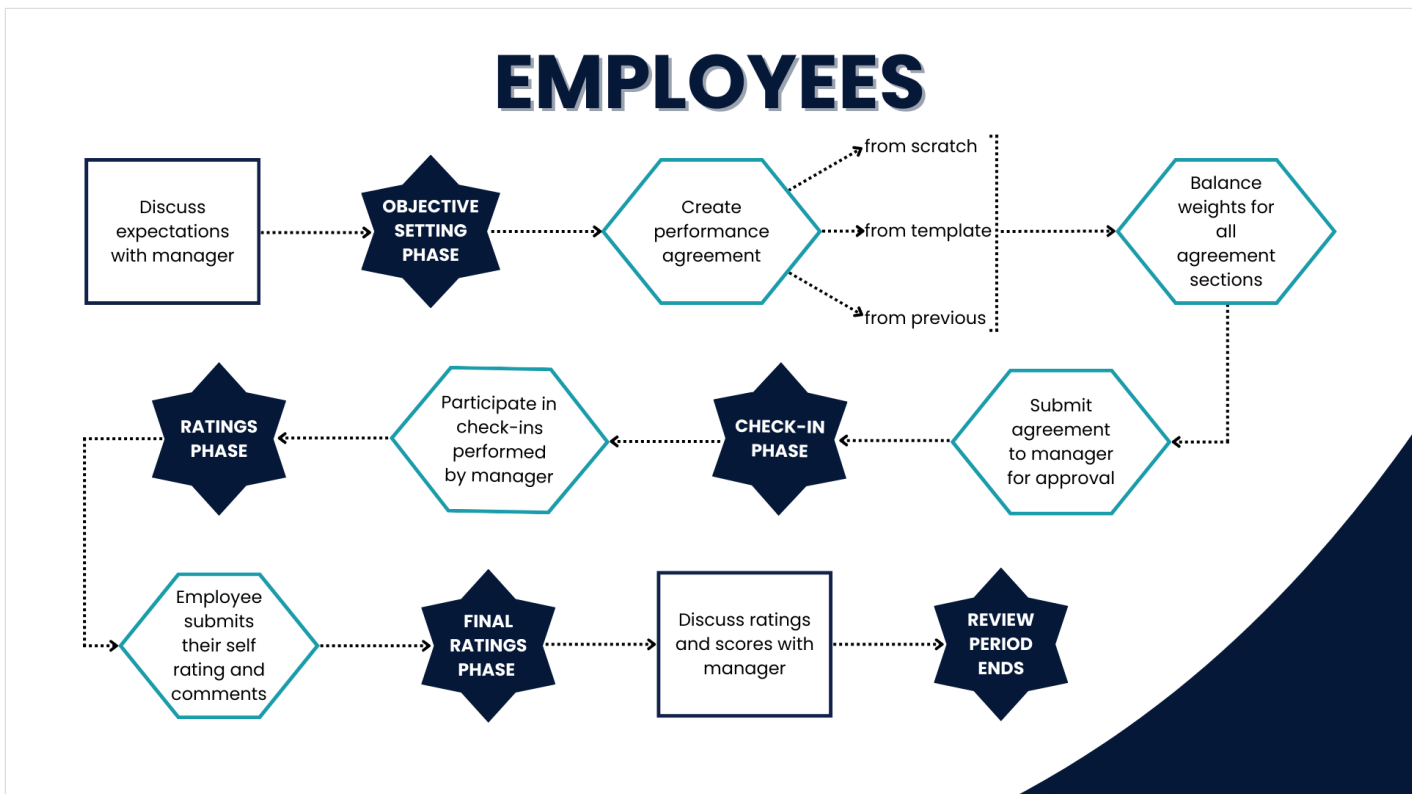 EMPLOYEES
Discuss
expectations
with manager
OBJECTIVE
SETTING
PHASE
Create
performance
agreement
from scratch
from template
from previous
Balance
weights for
all
agreement
sections
Submit
agreement
to manager
for approval
CHECK-IN
PHASE
Participate in
check-ins
performed
by manager
RATINGS
PHASE
Employee
submits
their self
rating and
comments
FINAL
RATINGS
PHASE
Discuss ratings
and scores with
manager
REVIEW
PERIOD
ENDS